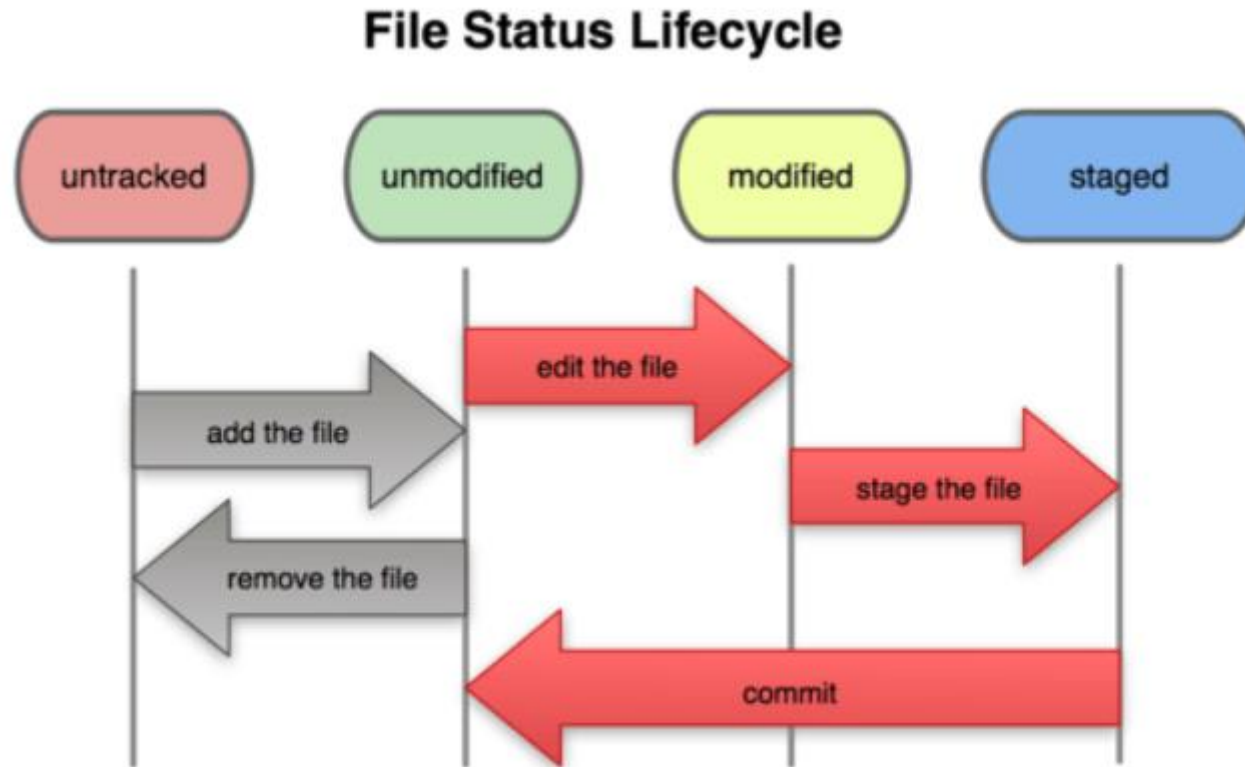 File Status Lifecycle
untracked
unmodified
modified
staged
edit the file
add the file
stage the file
remove the file
commit